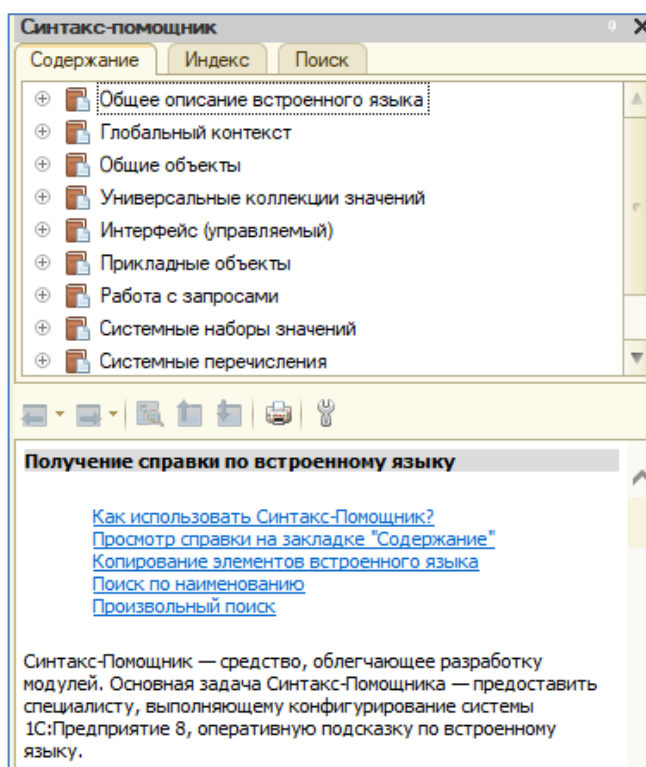 Синтакс-помощник
Содержание Индекс Поиск
Общее описание встроенного языка
Глобальный контекст
Общие объекты
Универсальные коллекции значений
Интерфейс (управляемый)
Прикладные объекты
Работа с запросами
Системные наборы значений
Системные перечисления
Получение справки по встроенному языку
Как использовать Синтакс-Помощник?
Просмотр справки на закладке "Содержание"
Копирование элементов встроенного языка
Поиск по наименованию
Произвольный поиск
Синтакс-Помощник — средство, облегчающее разработку
модулей. Основная задача Синтакс-Помощника — предоставить
специалисту, выполняющему конфигурирование системы
1С:Предприятие 8, оперативную подсказку по встроенному
языку.